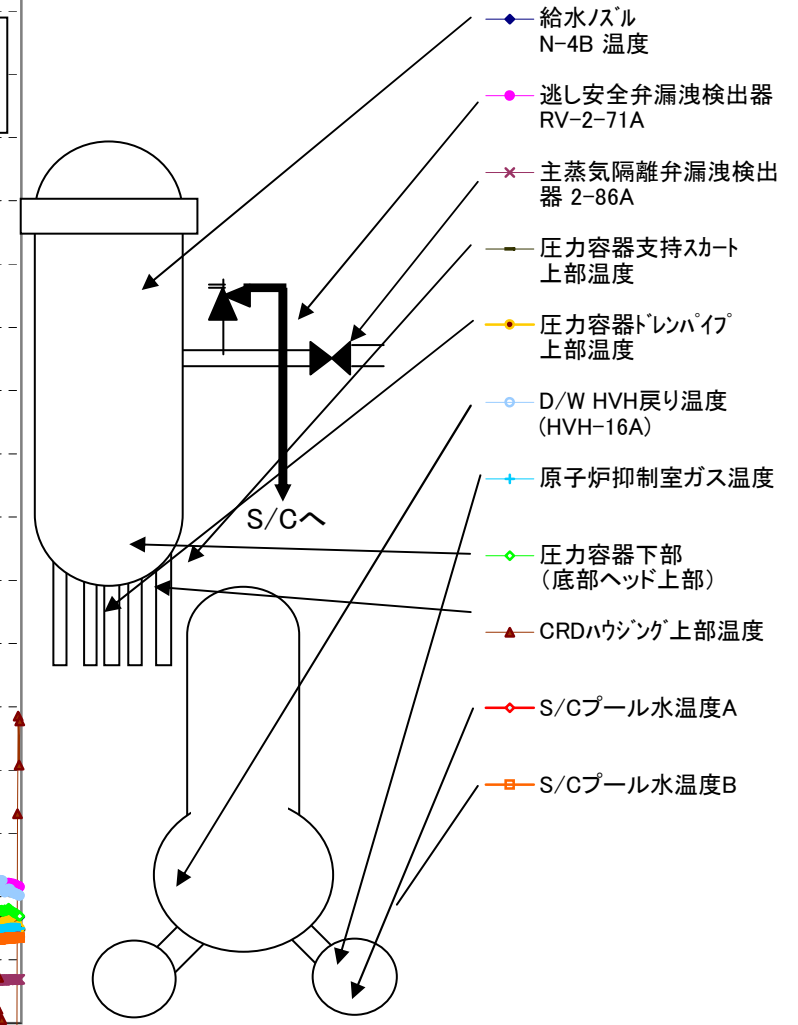 給水ﾉｽﾞﾙ
N-4B 温度
逃し安全弁漏洩検出器
RV-2-71A
主蒸気隔離弁漏洩検出
器 2-86A
圧力容器支持ｽｶｰﾄ
上部温度
圧力容器ﾄﾞﾚﾝﾊﾟｲﾌﾟ
上部温度
D/W HVH戻り温度
(HVH-16A)
原子炉抑制室ガス温度
S/Cへ
圧力容器下部
（底部ヘッド上部）
CRDﾊｳｼﾞﾝｸﾞ上部温度
S/Cプール水温度A
S/Cプール水温度B